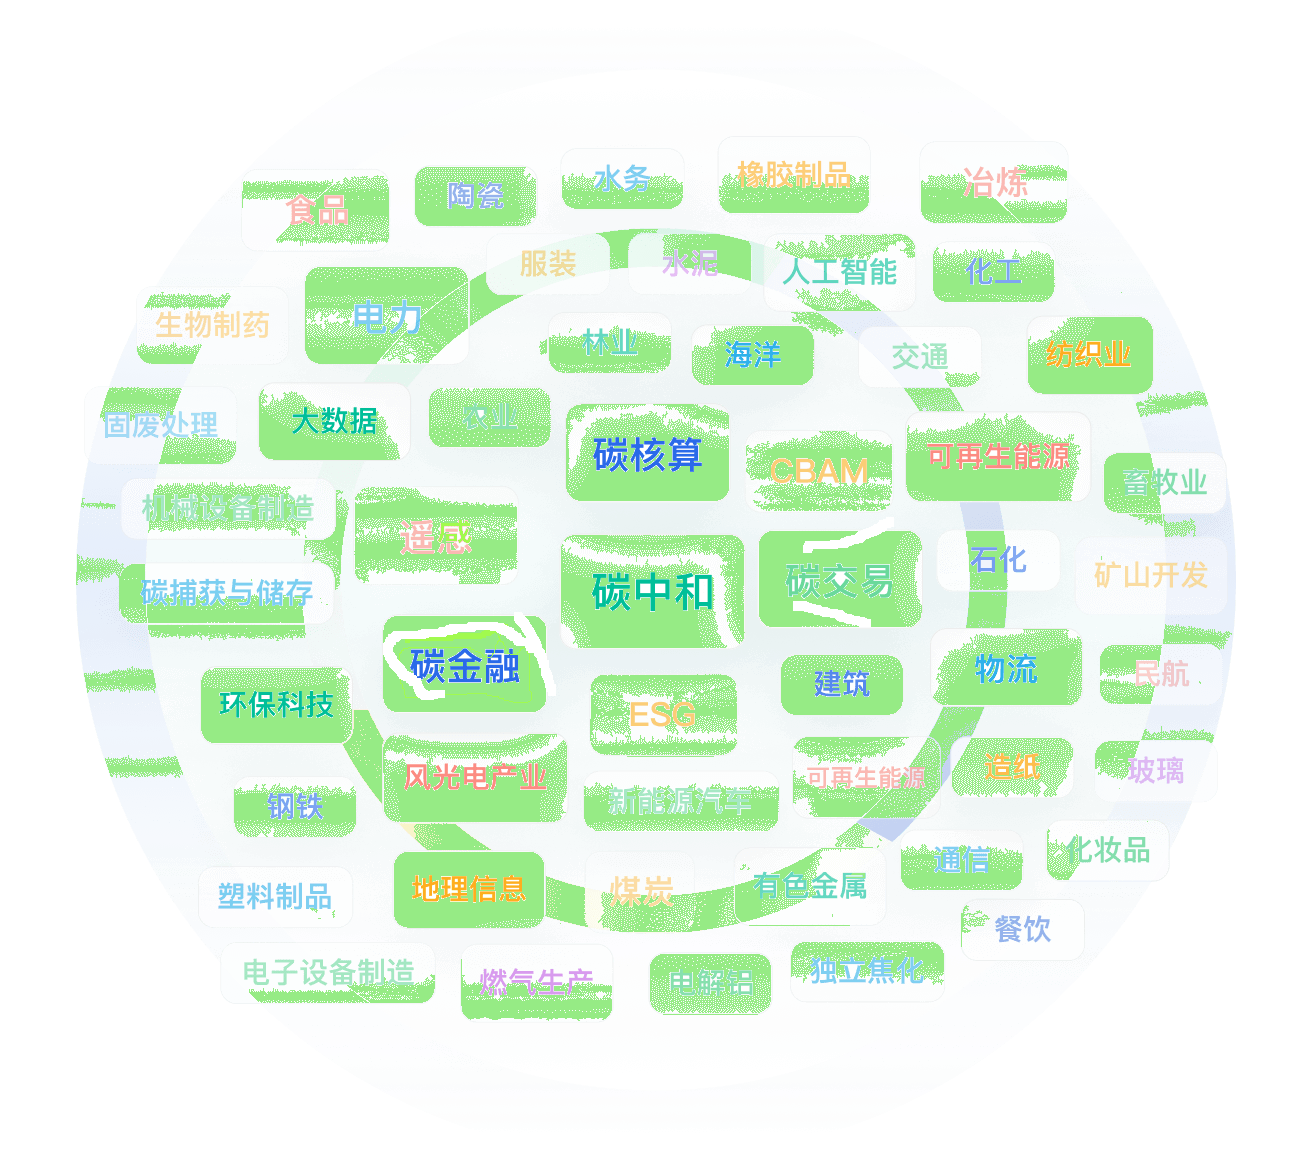 食品
陶瓷
水务
橡胶制品
冶炼
服装
水泥
人工智能
化工
生物制药
电力
林业
海洋
交通
纺织业
固废处理
大数据
农业
碳核算
CBAM
可再生能源
畜牧业
机械设备制造
遥感
碳中和
碳交易
石化
矿山开发
碳捕获与储存
碳金融
ESG
建筑
物流
民航
环保科技
风光电产业
新能源汽车
可再生能源
造纸
玻璃
钢铁
地理信息
煤炭
有色金属
通信
化妆品
塑料制品
餐饮
电子设备制造
燃气生产
电解铝
独立焦化